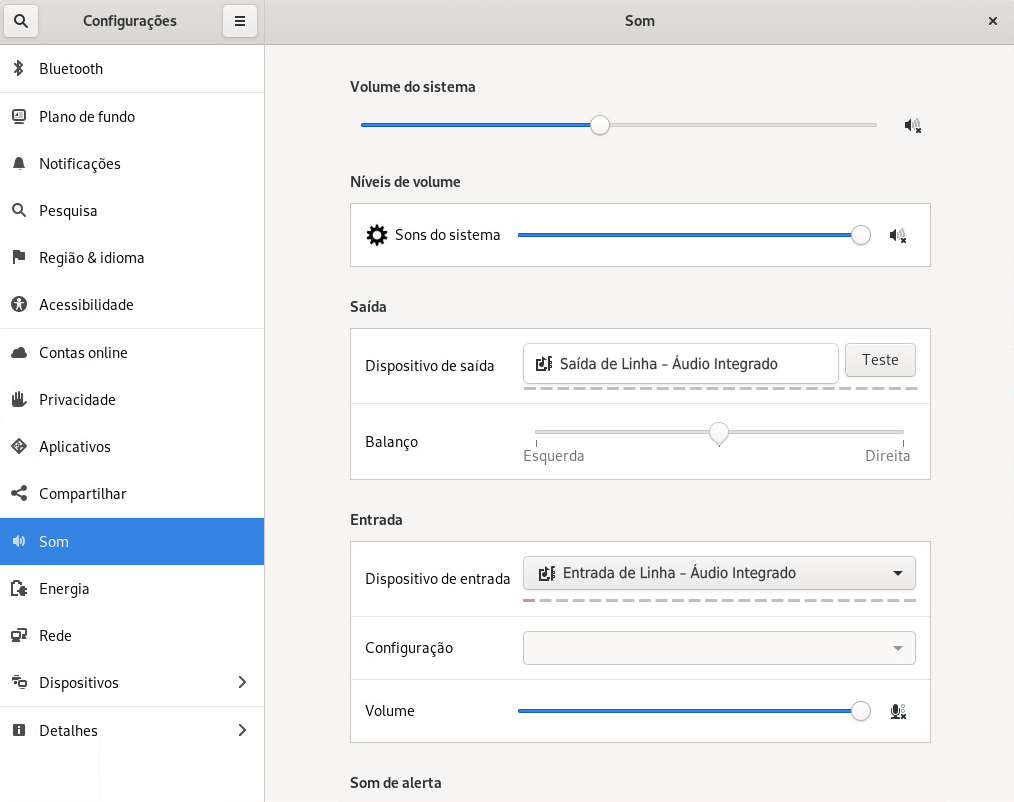 Configurações
Som
Bluetooth
Plano de fundo
Notificações
Pesquisa
Região & idioma
Acessibilidade
Contas online
Privacidade
Aplicativos
Compartilhar
Som
Energia
Rede
Dispositivos
Detalhes
Volume do sistema
Níveis de volume
Sons do sistema
Saída
Dispositivo de saída
Saída de Linha – Áudio Integrado
Teste
Balanço
Esquerda
Direita
Entrada
Dispositivo de entrada
Entrada de Linha – Áudio Integrado
Configuração
Volume
Som de alerta